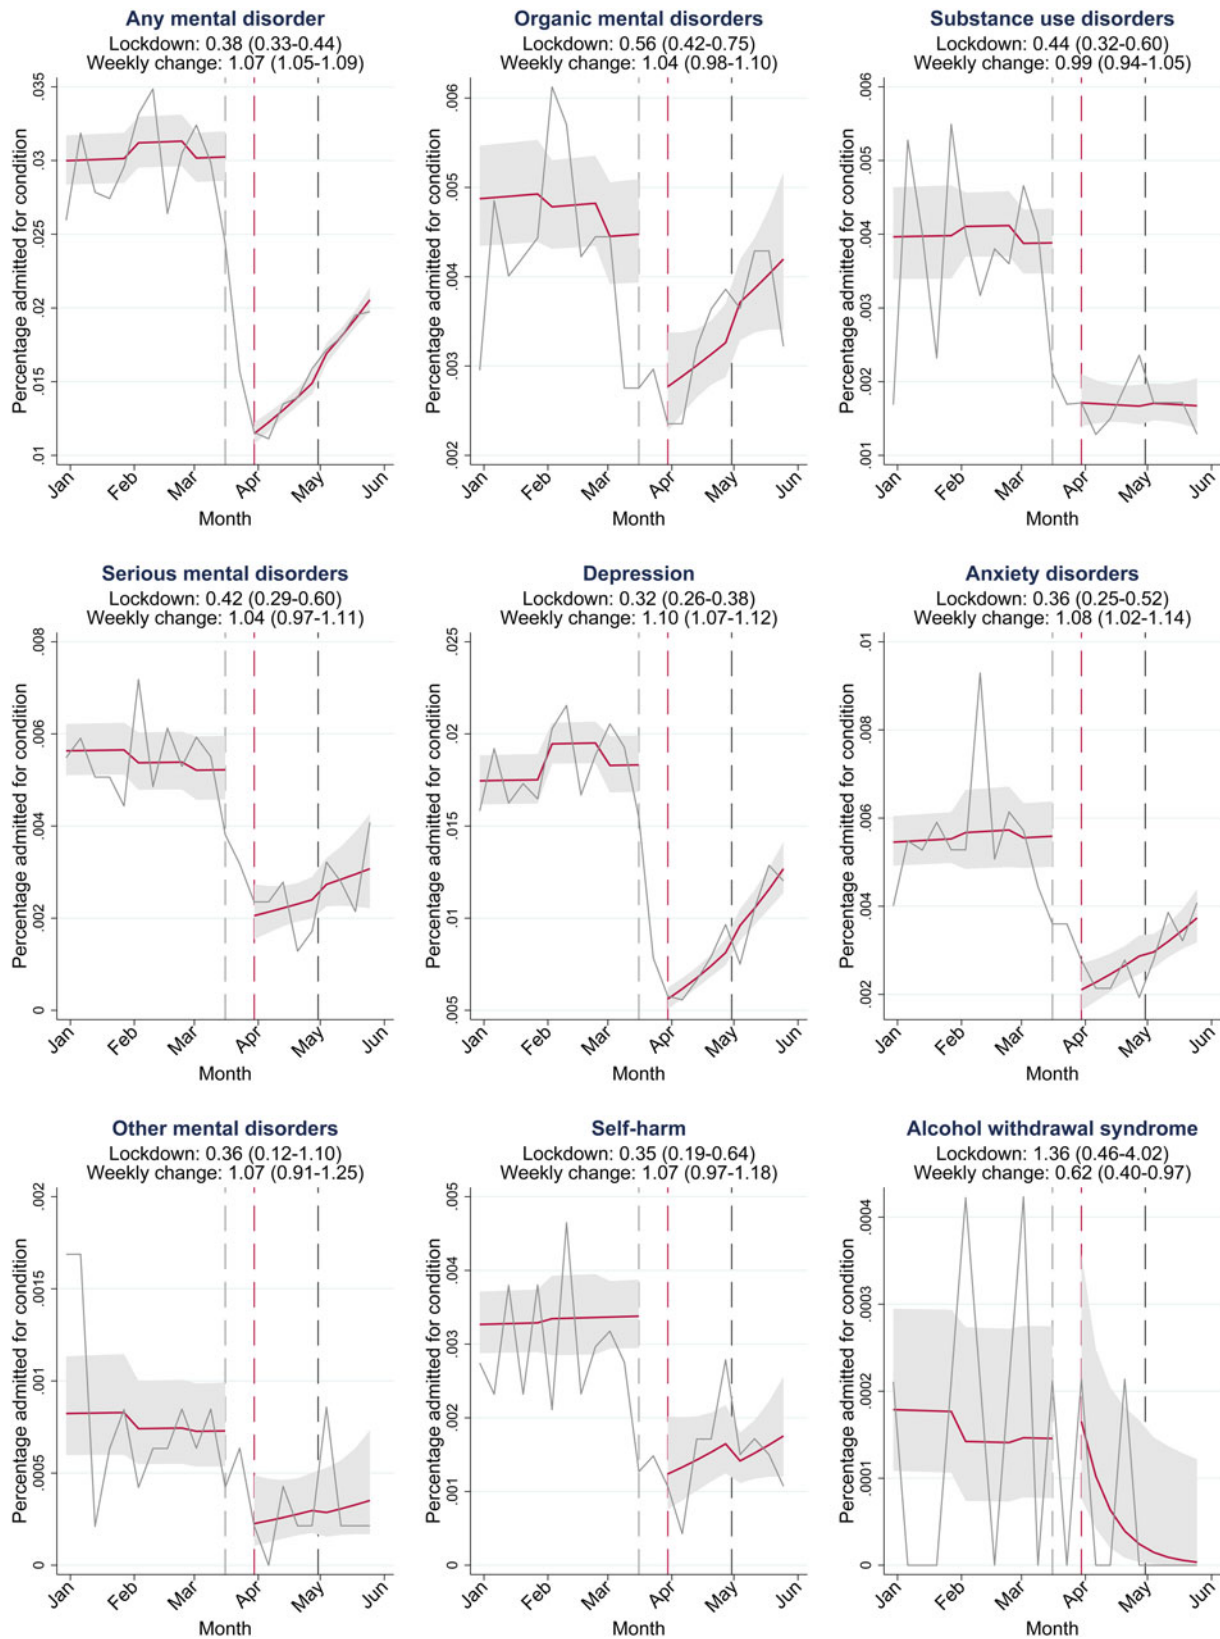 Any mental disorder
Lockdown: 0.38 (0.33-0.44)
Weekly change: 1.07 (1.05-1.09)
Percentage admitted for condition
.035
.03
.025
.02
.015
.01
Jan
Feb
Mar
Apr
May
Jun
Month
Organic mental disorders
Lockdown: 0.56 (0.42-0.75)
Weekly change: 1.04 (0.98-1.10)
Percentage admitted for condition
.006
.005
.004
.003
.002
Jan
Feb
Mar
Apr
May
Jun
Month
Substance use disorders
Lockdown: 0.44 (0.32-0.60)
Weekly change: 0.99 (0.94-1.05)
Percentage admitted for condition
.006
.005
.004
.003
.002
.001
Jan
Feb
Mar
Apr
May
Jun
Month
Serious mental disorders
Lockdown: 0.42 (0.29-0.60)
Weekly change: 1.04 (0.97-1.11)
Percentage admitted for condition
.008
.006
.004
.002
0
Jan
Feb
Mar
Apr
May
Jun
Month
Depression
Lockdown: 0.32 (0.26-0.38)
Weekly change: 1.10 (1.07-1.12)
Percentage admitted for condition
.025
.02
.015
.01
.005
Jan
Feb
Mar
Apr
May
Jun
Month
Anxiety disorders
Lockdown: 0.36 (0.25-0.52)
Weekly change: 1.08 (1.02-1.14)
Percentage admitted for condition
.01
.008
.006
.004
.002
Jan
Feb
Mar
Apr
May
Jun
Month
Other mental disorders
Lockdown: 0.36 (0.12-1.10)
Weekly change: 1.07 (0.91-1.25)
Percentage admitted for condition
.002
.0015
.001
.0005
0
Jan
Feb
Mar
Apr
May
Jun
Month
Self-harm
Lockdown: 0.35 (0.19-0.64)
Weekly change: 1.07 (0.97-1.18)
Percentage admitted for condition
.005
.004
.003
.002
.001
0
Jan
Feb
Mar
Apr
May
Jun
Month
Alcohol withdrawal syndrome
Lockdown: 1.36 (0.46-4.02)
Weekly change: 0.62 (0.40-0.97)
Percentage admitted for condition
.0004
.0003
.0002
.0001
0
Jan
Feb
Mar
Apr
May
Jun
Month